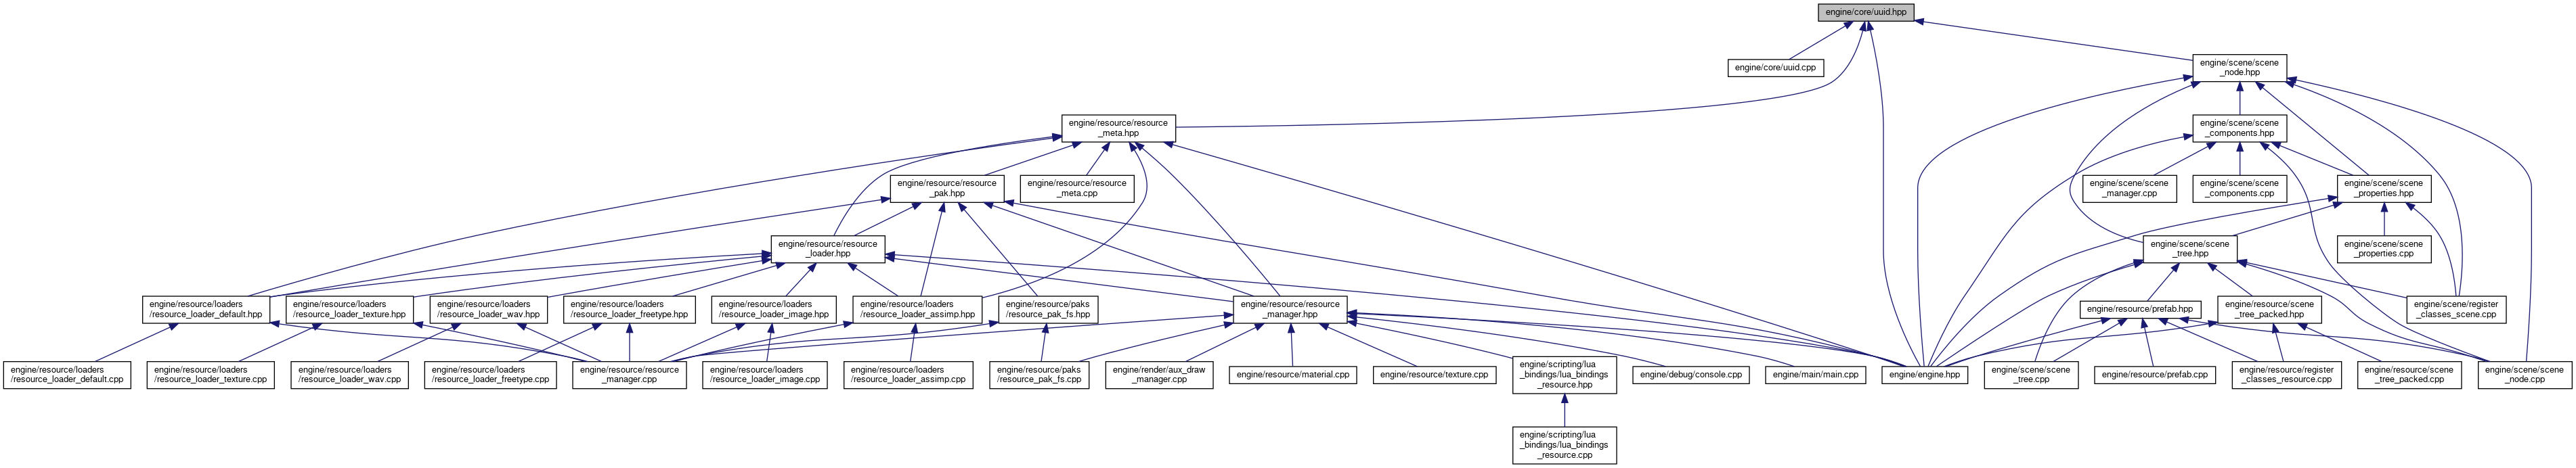 engine/core/uuid.hpp
engine/core/uuid.cpp
engine/scene/scene
_node.hpp
engine/resource/resource
_meta.hpp
engine/scene/scene
_components.hpp
engine/resource/resource
_pak.hpp
engine/resource/resource
_meta.cpp
engine/scene/scene
_manager.cpp
engine/scene/scene
_components.cpp
engine/scene/scene
_properties.hpp
engine/resource/resource
_loader.hpp
engine/scene/scene
_tree.hpp
engine/scene/scene
_properties.cpp
engine/resource/loaders
/resource_loader_default.hpp
engine/resource/loaders
/resource_loader_texture.hpp
engine/resource/loaders
/resource_loader_wav.hpp
engine/resource/loaders
/resource_loader_freetype.hpp
engine/resource/loaders
/resource_loader_image.hpp
engine/resource/loaders
/resource_loader_assimp.hpp
engine/resource/paks
/resource_pak_fs.hpp
engine/resource/resource
_manager.hpp
engine/resource/prefab.hpp
engine/resource/scene
_tree_packed.hpp
engine/scene/register
_classes_scene.cpp
engine/resource/loaders
/resource_loader_default.cpp
engine/resource/loaders
/resource_loader_texture.cpp
engine/resource/loaders
/resource_loader_wav.cpp
engine/resource/loaders
/resource_loader_freetype.cpp
engine/resource/resource
_manager.cpp
engine/resource/loaders
/resource_loader_image.cpp
engine/resource/loaders
/resource_loader_assimp.cpp
engine/resource/paks
/resource_pak_fs.cpp
engine/render/aux_draw
_manager.cpp
engine/resource/material.cpp
engine/resource/texture.cpp
engine/scripting/lua
_bindings/lua_bindings
_resource.hpp
engine/debug/console.cpp
engine/main/main.cpp
engine/engine.hpp
engine/scene/scene
_tree.cpp
engine/resource/prefab.cpp
engine/resource/register
_classes_resource.cpp
engine/resource/scene
_tree_packed.cpp
engine/scene/scene
_node.cpp
engine/scripting/lua
_bindings/lua_bindings
_resource.cpp